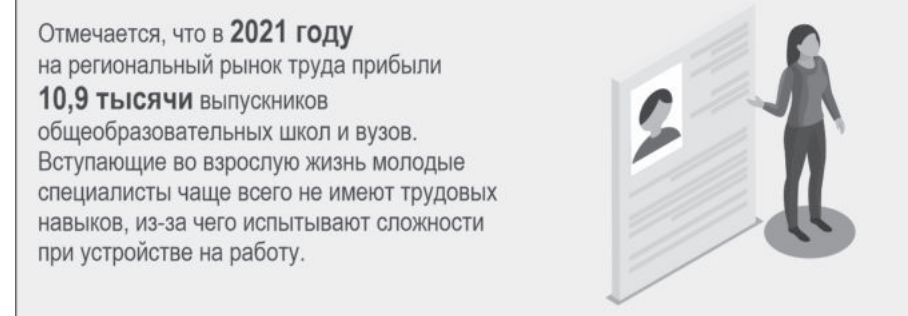 Отмечается, что в 2021 году
на региональный рынок труда прибыли
10,9 тысячи выпускников
общеобразовательных школ и вузов.
Вступающие во взрослую жизнь молодые
специалисты чаще всего не имеют трудовых
навыков, из-за чего испытывают сложности
при устройстве на работу.